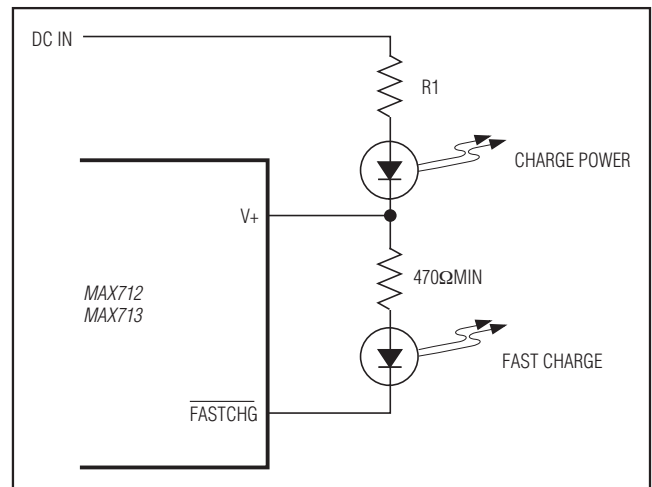 DC IN
R1
CHARGE POWER
V+
470ΩMIN
MAX712
MAX713
FAST CHARGE
FASTCHG